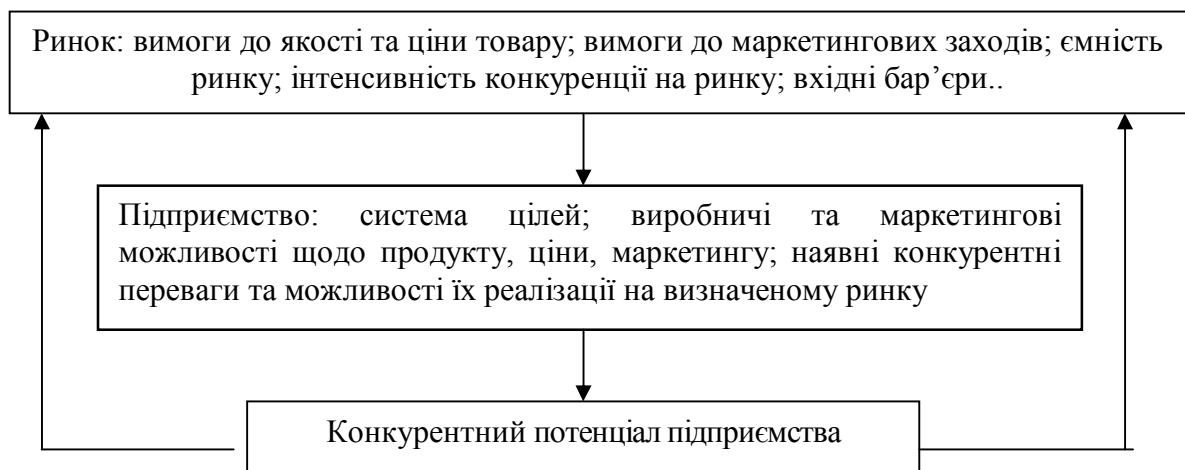 Ринок: вимоги до якості та ціни товару; вимоги до маркетингових заходів; ємність
ринку; інтенсивність конкуренції на ринку; вхідні бар’єри..
Підприємство: система цілей; виробничі та маркетингові
можливості щодо продукту, ціни, маркетингу; наявні конкурентні
переваги та можливості їх реалізації на визначеному ринку
Конкурентний потенціал підприємства